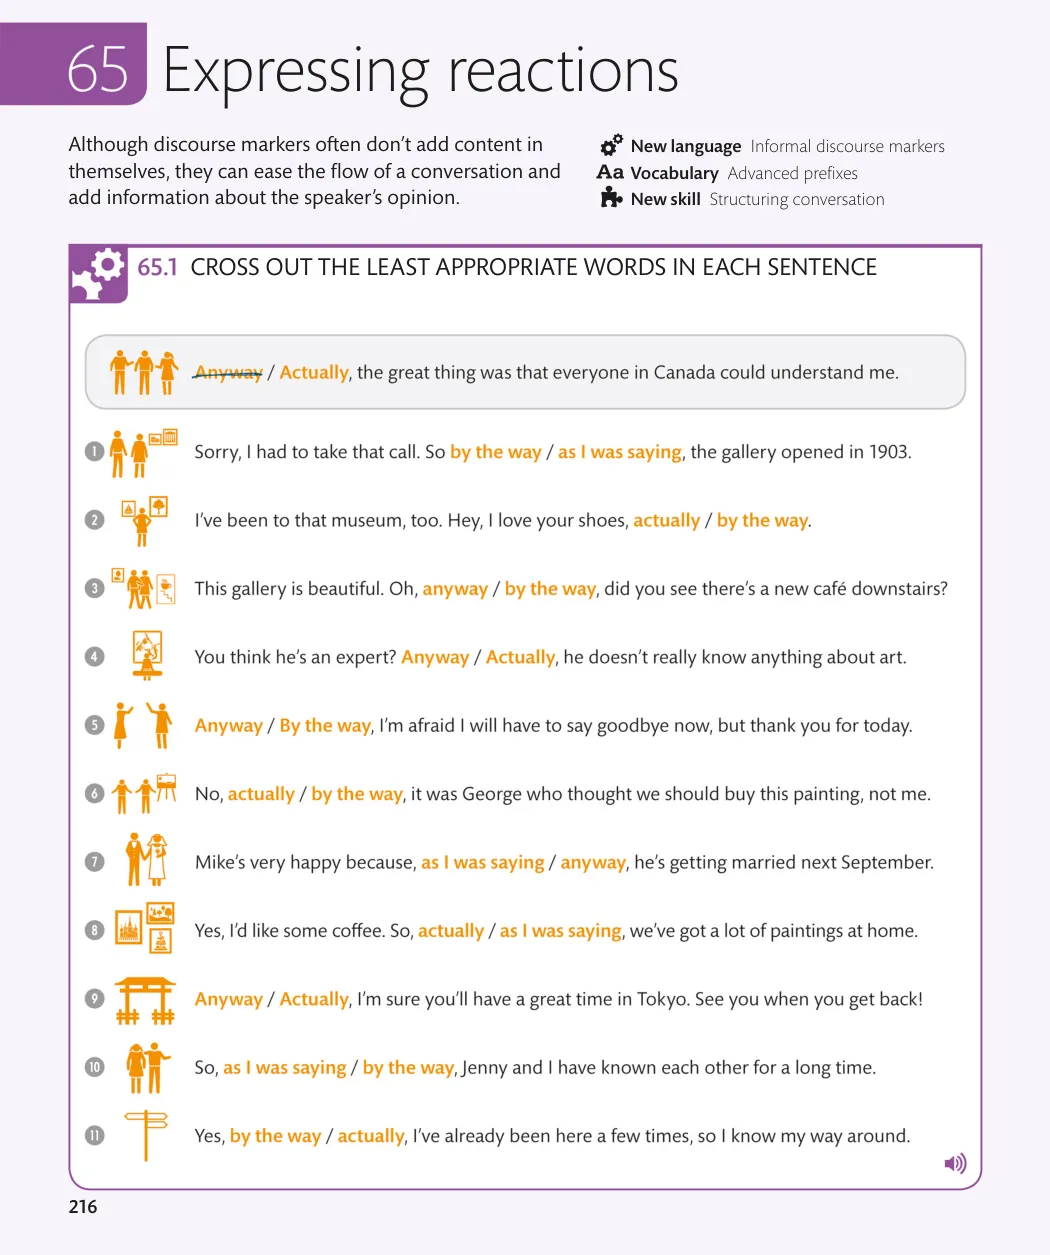 65 Expressing reactions
Although discourse markers often don’t add content in
themselves, they can ease the flow of a conversation and
add information about the speaker’s opinion.
New language Informal discourse markers
Aa Vocabulary Advanced prefixes
New skill Structuring conversation
65.1 CROSS OUT THE LEAST APPROPRIATE WORDS IN EACH SENTENCE
Anyway / Actually, the great thing was that everyone in Canada could understand me.
1 Sorry, I had to take that call. So by the way / as I was saying, the gallery opened in 1903.
2 I’ve been to that museum, too. Hey, I love your shoes, actually / by the way.
3 This gallery is beautiful. Oh, anyway / by the way, did you see there’s a new café downstairs?
4 You think he’s an expert? Anyway / Actually, he doesn’t really know anything about art.
5 Anyway / By the way, I’m afraid I will have to say goodbye now, but thank you for today.
6 No, actually / by the way, it was George who thought we should buy this painting, not me.
7 Mike’s very happy because, as I was saying / anyway, he’s getting married next September.
8 Yes, I’d like some coffee. So, actually / as I was saying, we’ve got a lot of paintings at home.
9 Anyway / Actually, I’m sure you’ll have a great time in Tokyo. See you when you get back!
10 So, as I was saying / by the way, Jenny and I have known each other for a long time.
11 Yes, by the way / actually, I’ve already been here a few times, so I know my way around.
216